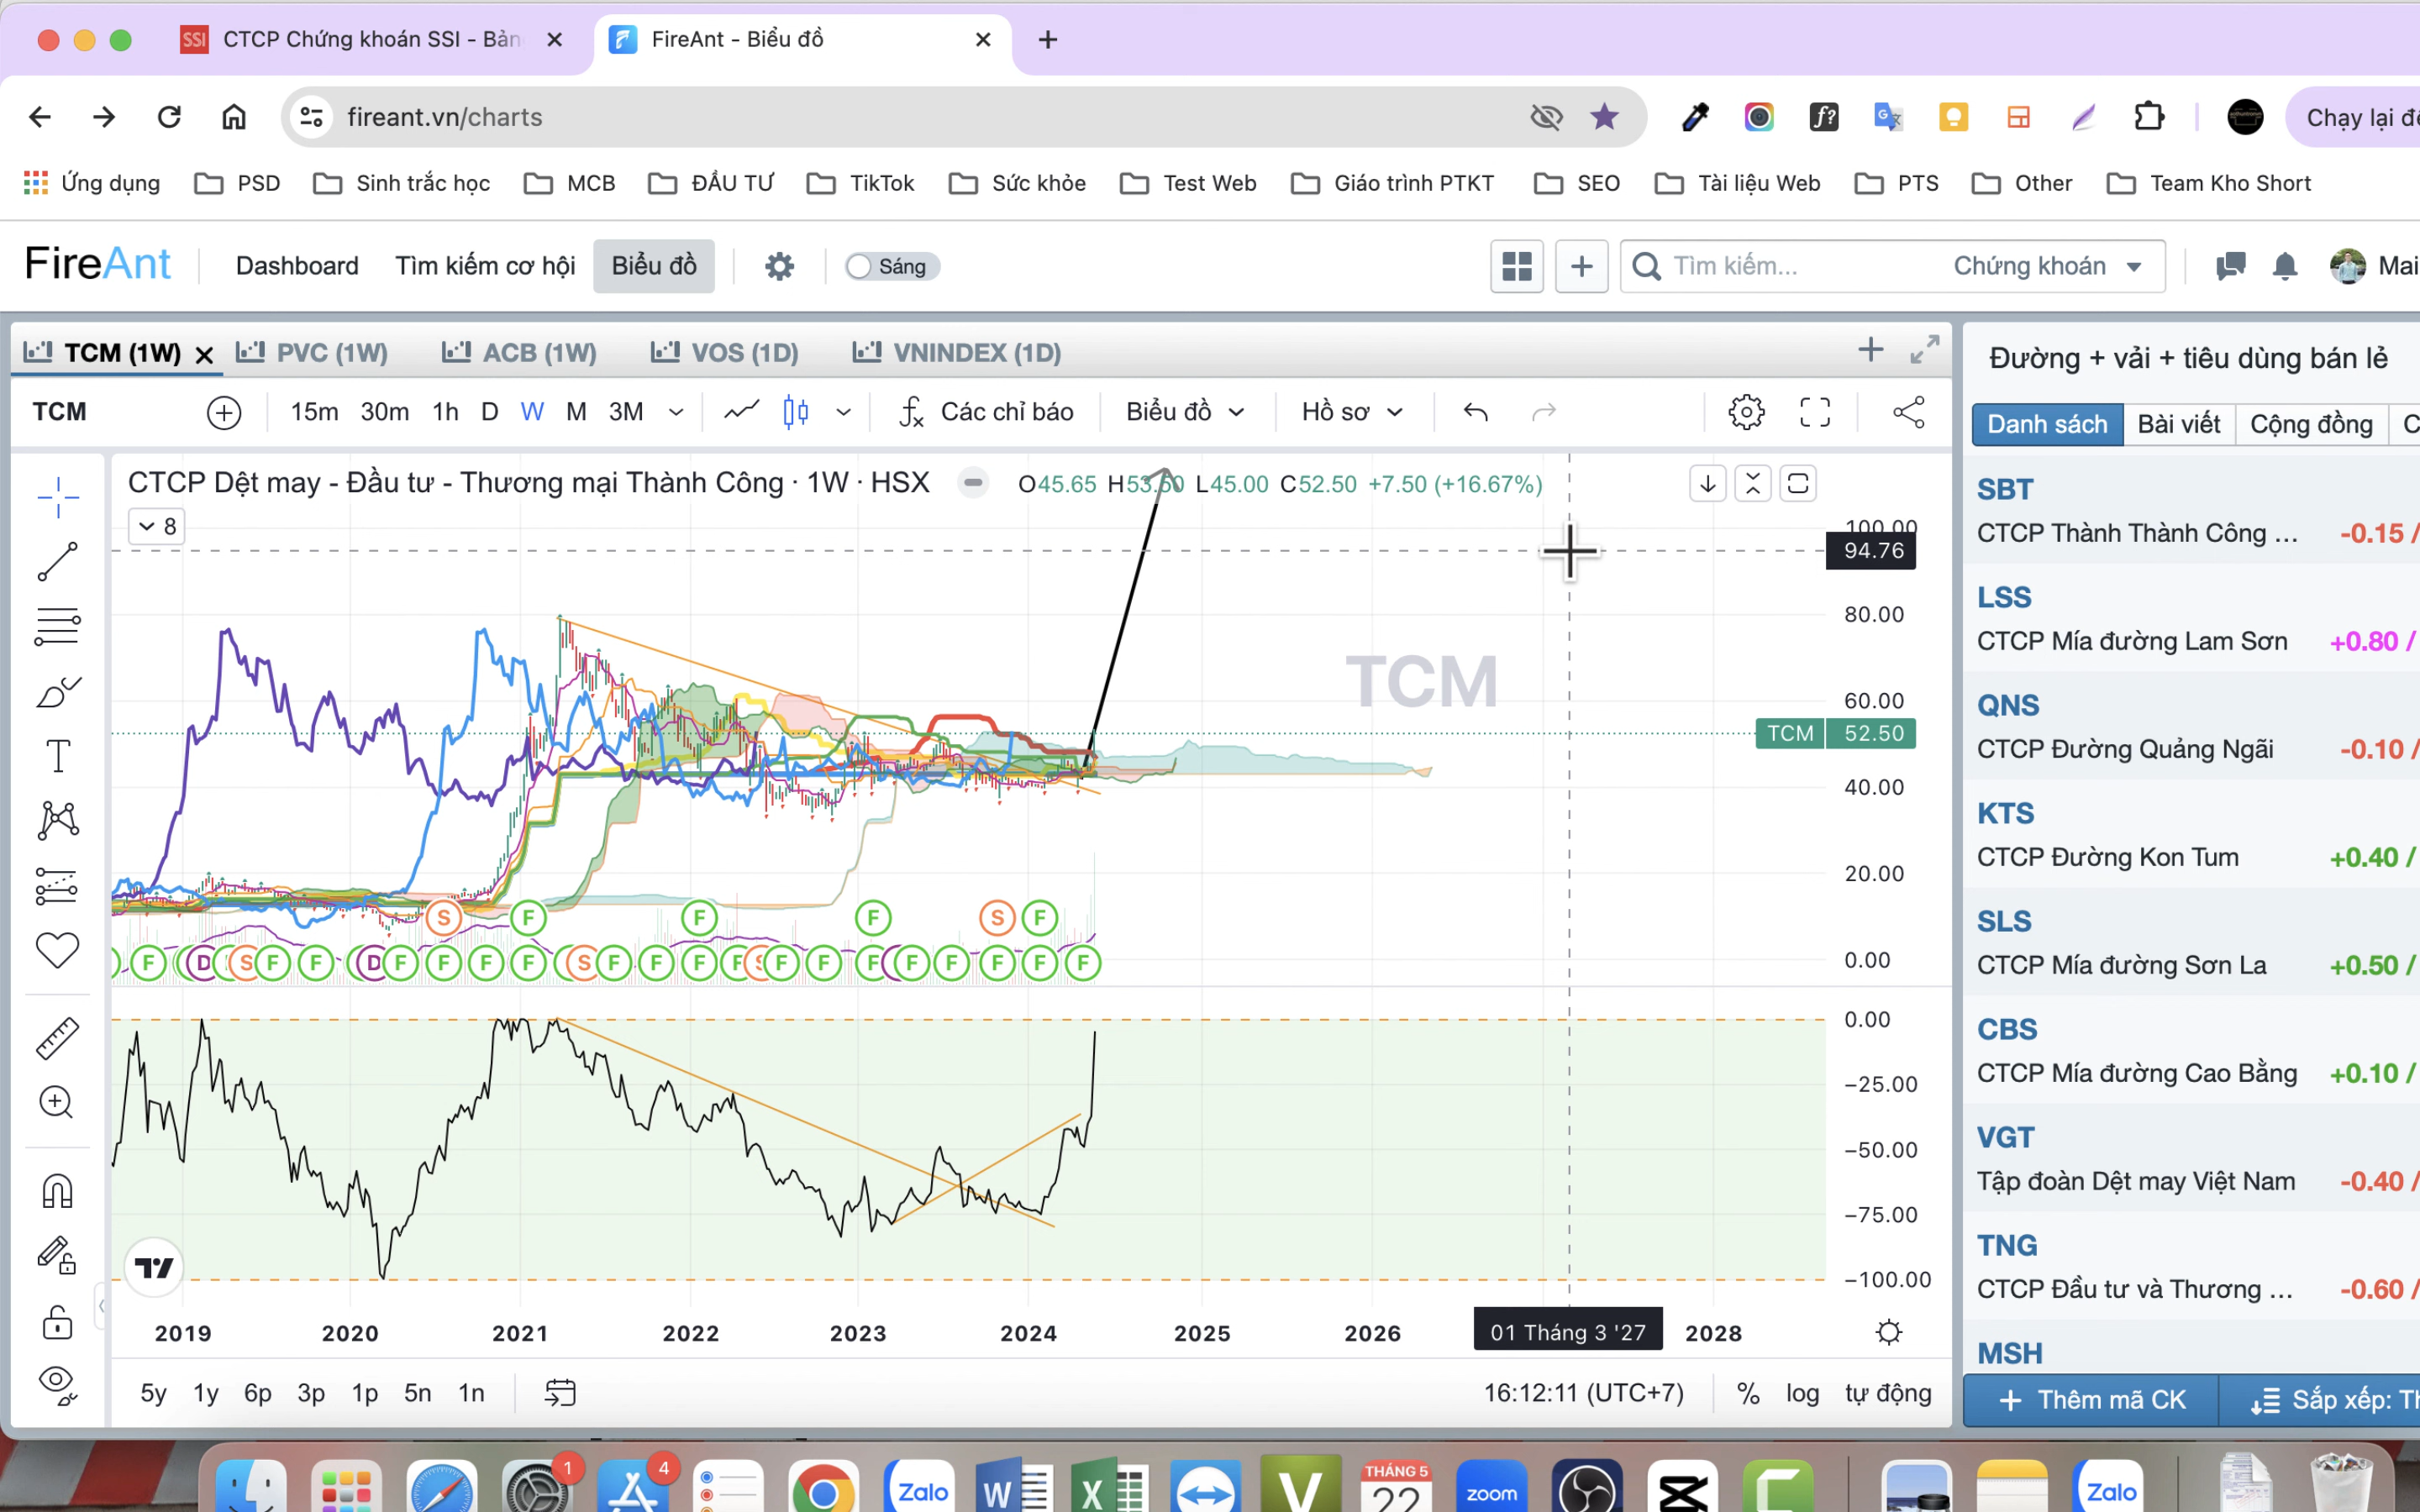 SSI CTCP Chứng khoán SSI - Bản
FireAnt - Biểu đồ
fireant.vn/charts
Chạy lại để
Ứng dụng PSD Sinh trắc học MCB ĐẦU TƯ TikTok Sức khỏe Test Web Giáo trình PTKT SEO Tài liệu Web PTS Other Team Kho Short
FireAnt Dashboard Tìm kiếm cơ hội Biểu đồ Sáng Tìm kiếm... Chứng khoán Mai
TCM (1W) PVC (1W) ACB (1W) VOS (1D) VNINDEX (1D)
TCM 15m 30m 1h D W M 3M Các chỉ báo Biểu đồ Hồ sơ
CTCP Dệt may - Đầu tư - Thương mại Thành Công · 1W · HSX O45.65 H53.50 L45.00 C52.50 +7.50 (+16.67%)
8
100.00
94.76
80.00
TCM
60.00
TCM 52.50
40.00
20.00
S F F F S F
0.00
F D S F F D F F F F S F F F F S F F F F F F F F
0.00
−25.00
−50.00
−75.00
−100.00
2019 2020 2021 2022 2023 2024 2025 2026 01 Tháng 3 '27 2028
5y 1y 6p 3p 1p 5n 1n 16:12:11 (UTC+7) % log tự động
Đường + vải + tiêu dùng bán lẻ
Danh sách Bài viết Cộng đồng C
SBT
CTCP Thành Thành Công ... -0.15 /
LSS
CTCP Mía đường Lam Sơn +0.80 /
QNS
CTCP Đường Quảng Ngãi -0.10 /
KTS
CTCP Đường Kon Tum +0.40 /
SLS
CTCP Mía đường Sơn La +0.50 /
CBS
CTCP Mía đường Cao Bằng +0.10 /
VGT
Tập đoàn Dệt may Việt Nam -0.40 /
TNG
CTCP Đầu tư và Thương ... -0.60 /
MSH
Thêm mã CK Sắp xếp: Th
1 4 Zalo W X V THÁNG 5 22 zoom C Zalo